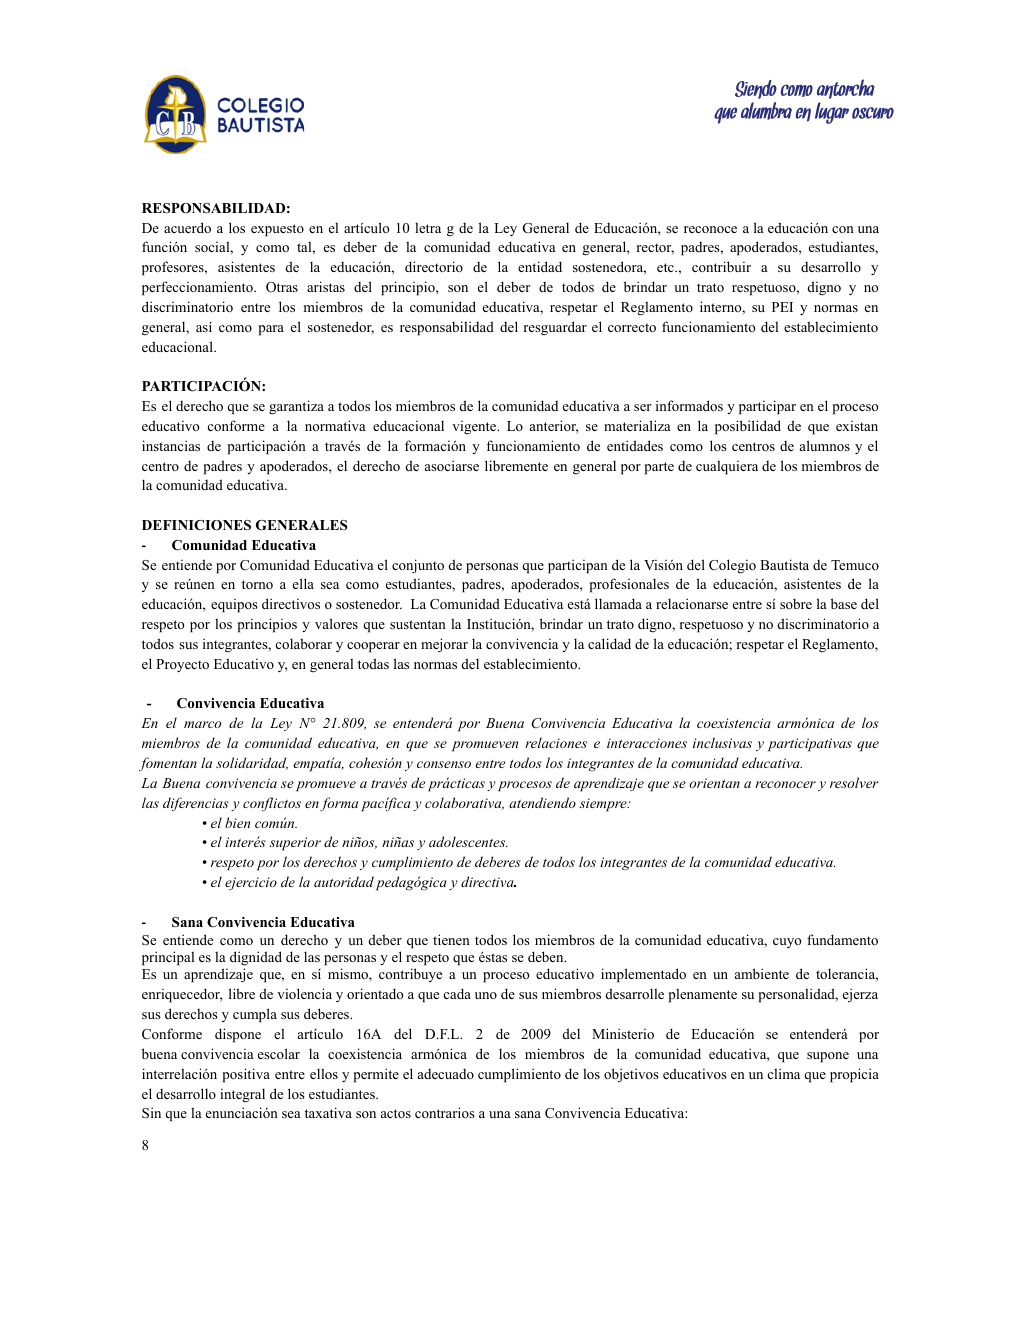 CB
COLEGIO
BAUTISTA
Siendo como antorcha
que alumbra en lugar oscuro
RESPONSABILIDAD:
De acuerdo a los expuesto en el artículo 10 letra g de la Ley General de Educación, se reconoce a la educación con una
función social, y como tal, es deber de la comunidad educativa en general, rector, padres, apoderados, estudiantes,
profesores, asistentes de la educación, directorio de la entidad sostenedora, etc., contribuir a su desarrollo y
perfeccionamiento. Otras aristas del principio, son el deber de todos de brindar un trato respetuoso, digno y no
discriminatorio entre los miembros de la comunidad educativa, respetar el Reglamento interno, su PEI y normas en
general, así como para el sostenedor, es responsabilidad del resguardar el correcto funcionamiento del establecimiento
educacional.
PARTICIPACIÓN:
Es el derecho que se garantiza a todos los miembros de la comunidad educativa a ser informados y participar en el proceso
educativo conforme a la normativa educacional vigente. Lo anterior, se materializa en la posibilidad de que existan
instancias de participación a través de la formación y funcionamiento de entidades como los centros de alumnos y el
centro de padres y apoderados, el derecho de asociarse libremente en general por parte de cualquiera de los miembros de
la comunidad educativa.
DEFINICIONES GENERALES
- Comunidad Educativa
Se entiende por Comunidad Educativa el conjunto de personas que participan de la Visión del Colegio Bautista de Temuco
y se reúnen en torno a ella sea como estudiantes, padres, apoderados, profesionales de la educación, asistentes de la
educación, equipos directivos o sostenedor. La Comunidad Educativa está llamada a relacionarse entre sí sobre la base del
respeto por los principios y valores que sustentan la Institución, brindar un trato digno, respetuoso y no discriminatorio a
todos sus integrantes, colaborar y cooperar en mejorar la convivencia y la calidad de la educación; respetar el Reglamento,
el Proyecto Educativo y, en general todas las normas del establecimiento.
- Convivencia Educativa
En el marco de la Ley N° 21.809, se entenderá por Buena Convivencia Educativa la coexistencia armónica de los
miembros de la comunidad educativa, en que se promueven relaciones e interacciones inclusivas y participativas que
fomentan la solidaridad, empatía, cohesión y consenso entre todos los integrantes de la comunidad educativa.
La Buena convivencia se promueve a través de prácticas y procesos de aprendizaje que se orientan a reconocer y resolver
las diferencias y conflictos en forma pacífica y colaborativa, atendiendo siempre:
• el bien común.
• el interés superior de niños, niñas y adolescentes.
• respeto por los derechos y cumplimiento de deberes de todos los integrantes de la comunidad educativa.
• el ejercicio de la autoridad pedagógica y directiva.
- Sana Convivencia Educativa
Se entiende como un derecho y un deber que tienen todos los miembros de la comunidad educativa, cuyo fundamento
principal es la dignidad de las personas y el respeto que éstas se deben.
Es un aprendizaje que, en sí mismo, contribuye a un proceso educativo implementado en un ambiente de tolerancia,
enriquecedor, libre de violencia y orientado a que cada uno de sus miembros desarrolle plenamente su personalidad, ejerza
sus derechos y cumpla sus deberes.
Conforme dispone el artículo 16A del D.F.L. 2 de 2009 del Ministerio de Educación se entenderá por
buena convivencia escolar la coexistencia armónica de los miembros de la comunidad educativa, que supone una
interrelación positiva entre ellos y permite el adecuado cumplimiento de los objetivos educativos en un clima que propicia
el desarrollo integral de los estudiantes.
Sin que la enunciación sea taxativa son actos contrarios a una sana Convivencia Educativa:
8